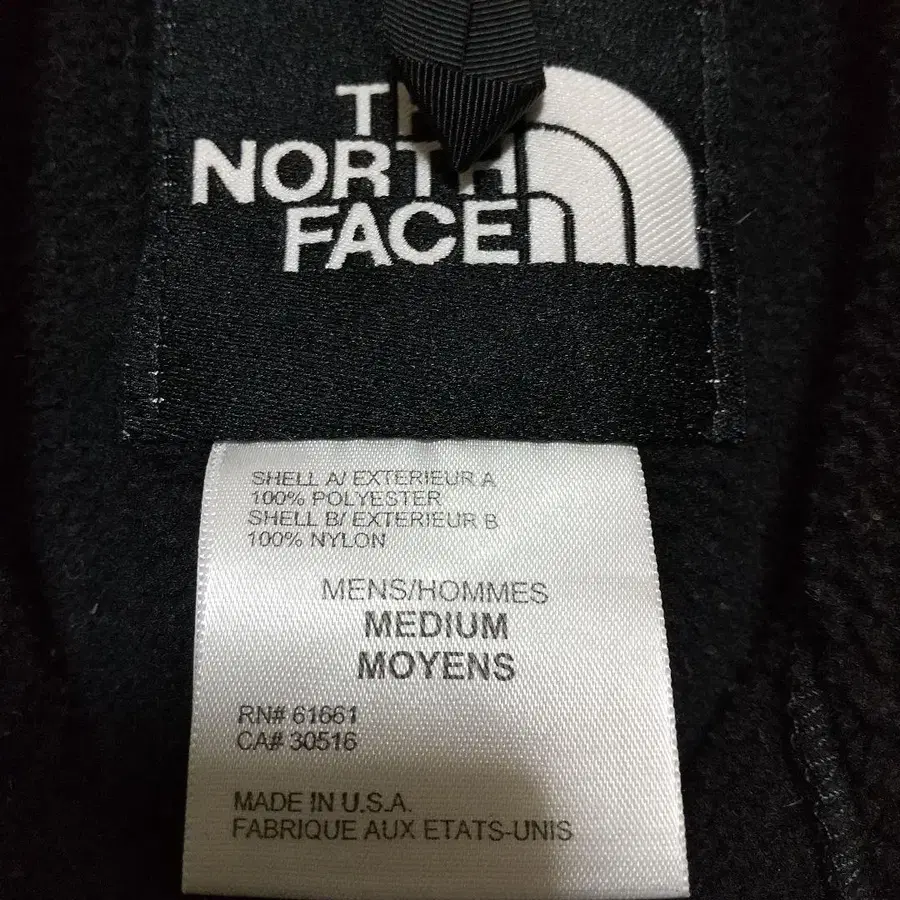 THE
NORTH
FACE
SHELL A/ EXTERIEUR A
100% POLYESTER
SHELL B/ EXTERIEUR B
100% NYLON
MENS/HOMMES
MEDIUM
MOYENS
RN# 61661
CA# 30516
MADE IN U.S.A.
FABRIQUE AUX ETATS-UNIS